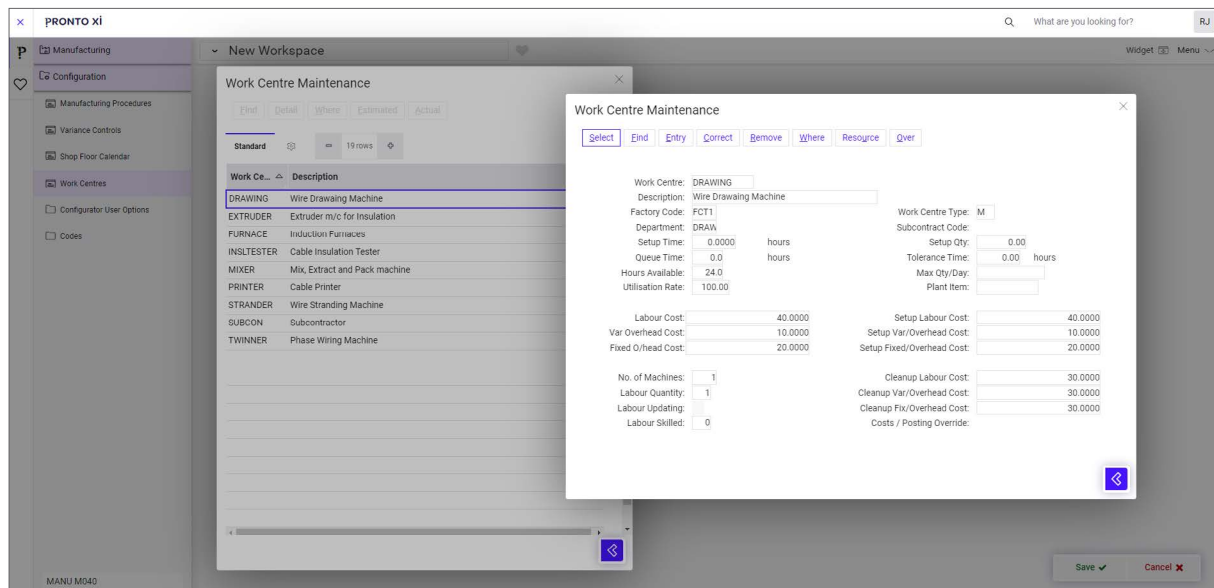 PRONTO XI
What are you looking for?
RJ
Manufacturing
New Workspace
Widget
Menu
Configuration
Manufacturing Procedures
Variance Controls
Shop Floor Calendar
Work Centres
Configurator User Options
Codes
MANU M040
Work Centre Maintenance
Find Detail Where Estimated Actual
Standard 19 rows
Work Ce... Description
DRAWING Wire Drawaing Machine
EXTRUDER Extruder m/c for Insulation
FURNACE Induction Furnaces
INSLTESTER Cable Insulation Tester
MIXER Mix, Extract and Pack machine
PRINTER Cable Printer
STRANDER Wire Stranding Machine
SUBCON Subcontractor
TWINNER Phase Wiring Machine
Work Centre Maintenance
Select Find Entry Correct Remove Where Resource Over
Work Centre: DRAWING
Description: Wire Drawaing Machine
Factory Code: FCT1 Work Centre Type: M
Department: DRAW Subcontract Code:
Setup Time: 0.0000 hours Setup Qty: 0.00
Queue Time: 0.0 hours Tolerance Time: 0.00 hours
Hours Available: 24.0 Max Qty/Day:
Utilisation Rate: 100.00 Plant Item:
Labour Cost: 40.0000 Setup Labour Cost: 40.0000
Var Overhead Cost: 10.0000 Setup Var/Overhead Cost: 10.0000
Fixed O/head Cost: 20.0000 Setup Fixed/Overhead Cost: 20.0000
No. of Machines: 1 Cleanup Labour Cost: 30.0000
Labour Quantity: 1 Cleanup Var/Overhead Cost: 30.0000
Labour Updating: Cleanup Fix/Overhead Cost: 30.0000
Labour Skilled: 0 Costs / Posting Override:
Save Cancel